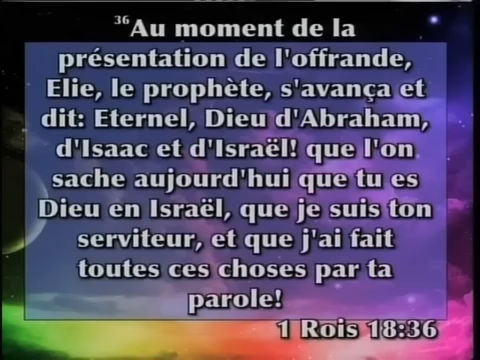 ³⁶Au moment de la
présentation de l'offrande,
Elie, le prophète, s'avança et
dit: Eternel, Dieu d'Abraham,
d'Isaac et d'Israël! que l'on
sache aujourd'hui que tu es
Dieu en Israël, que je suis ton
serviteur, et que j'ai fait
toutes ces choses par ta
parole!
1 Rois 18:36